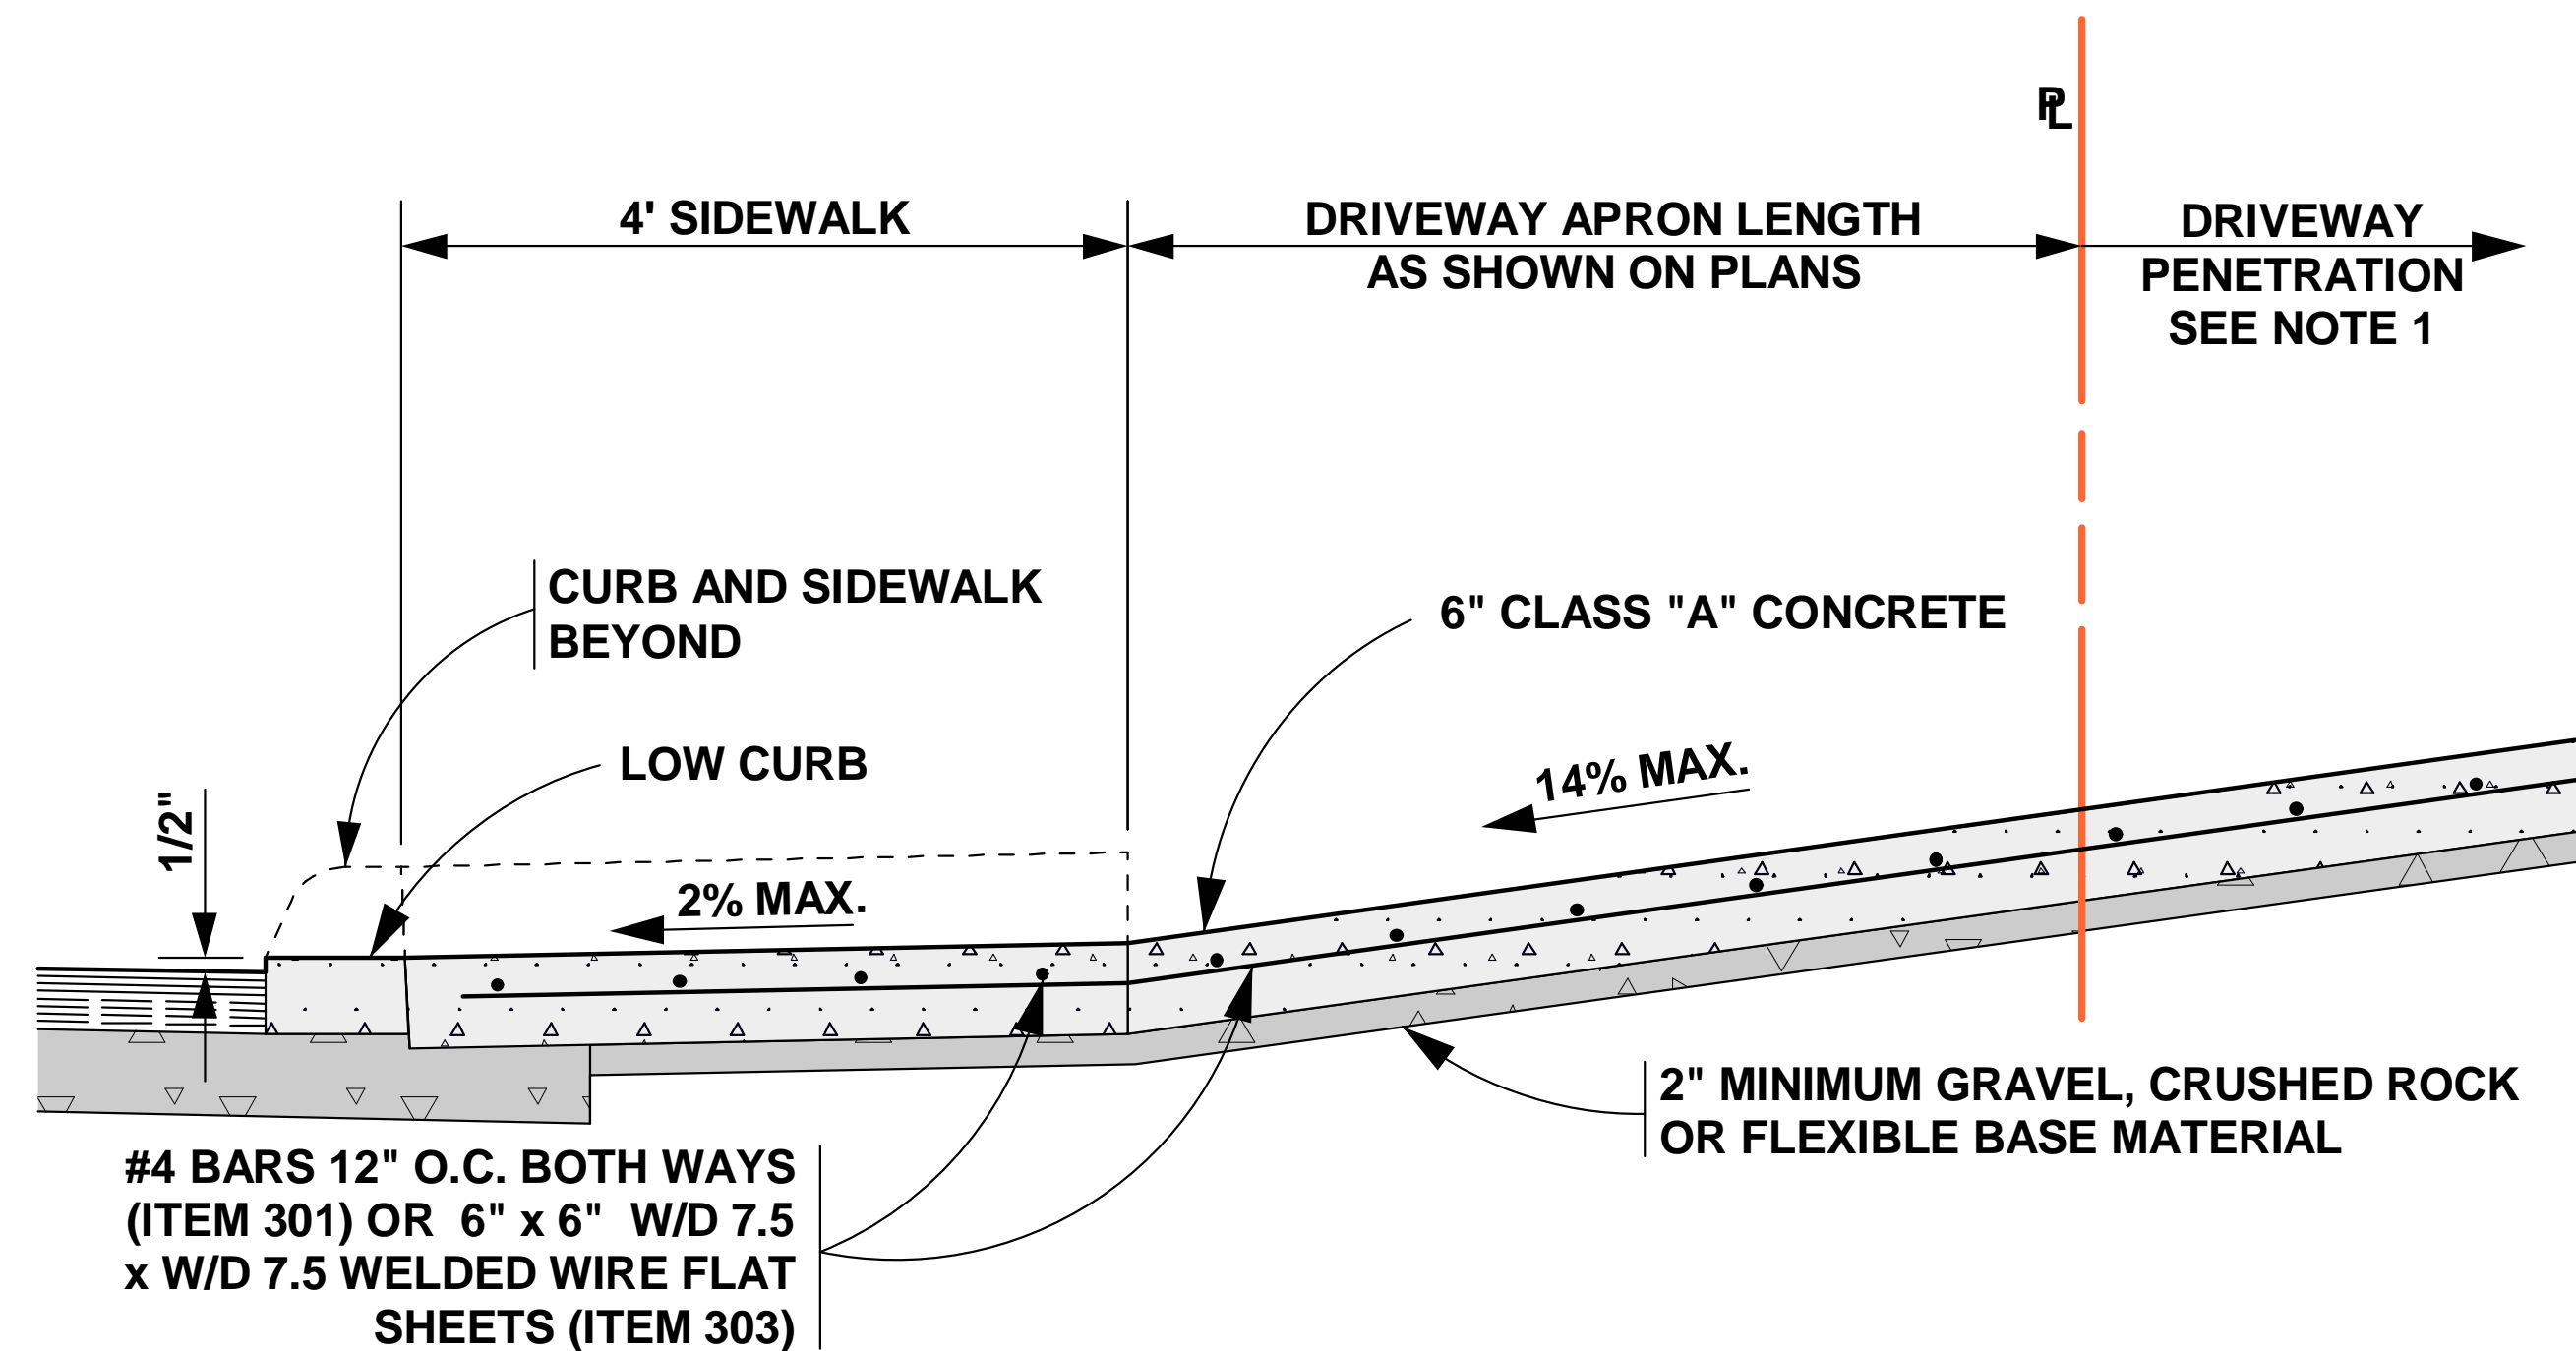 PL
4' SIDEWALK
DRIVEWAY APRON LENGTH
AS SHOWN ON PLANS
DRIVEWAY
PENETRATION
SEE NOTE 1
CURB AND SIDEWALK
BEYOND
6" CLASS "A" CONCRETE
LOW CURB
14% MAX.
1/2"
2% MAX.
2" MINIMUM GRAVEL, CRUSHED ROCK
OR FLEXIBLE BASE MATERIAL
#4 BARS 12" O.C. BOTH WAYS
(ITEM 301) OR 6" x 6" W/D 7.5
x W/D 7.5 WELDED WIRE FLAT
SHEETS (ITEM 303)